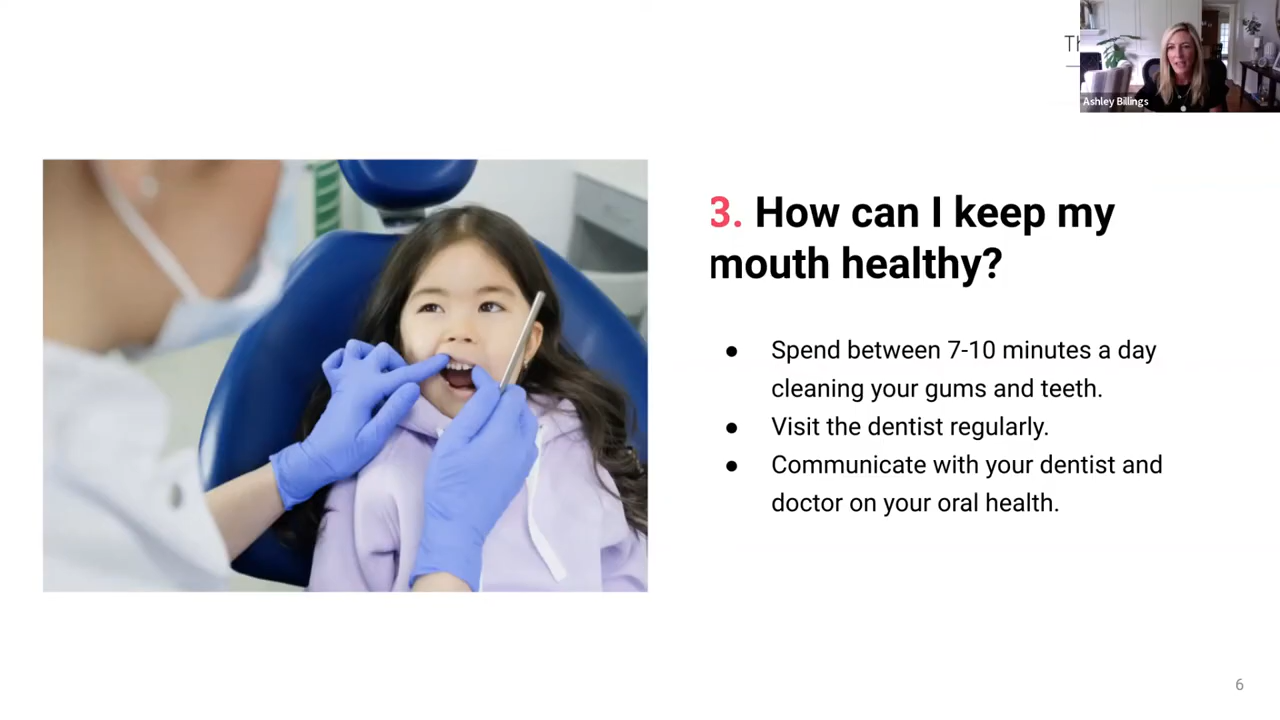 Ashley Billings
3. How can I keep my
mouth healthy?
● Spend between 7-10 minutes a day
cleaning your gums and teeth.
● Visit the dentist regularly.
● Communicate with your dentist and
doctor on your oral health.
6